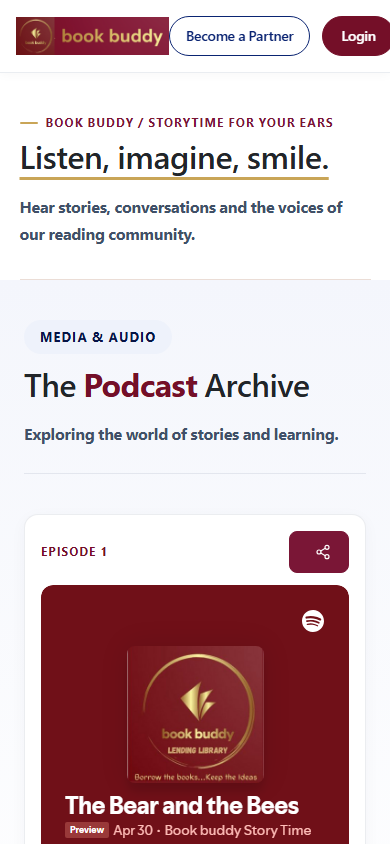 book buddy
Become a Partner
Login
BOOK BUDDY / STORYTIME FOR YOUR EARS
Listen, imagine, smile.
Hear stories, conversations and the voices of
our reading community.
MEDIA & AUDIO
The Podcast Archive
Exploring the world of stories and learning.
EPISODE 1
book buddy
LENDING LIBRARY
Borrow the books...Keep the Ideas
The Bear and the Bees
Preview Apr 30 · Book buddy Story Time